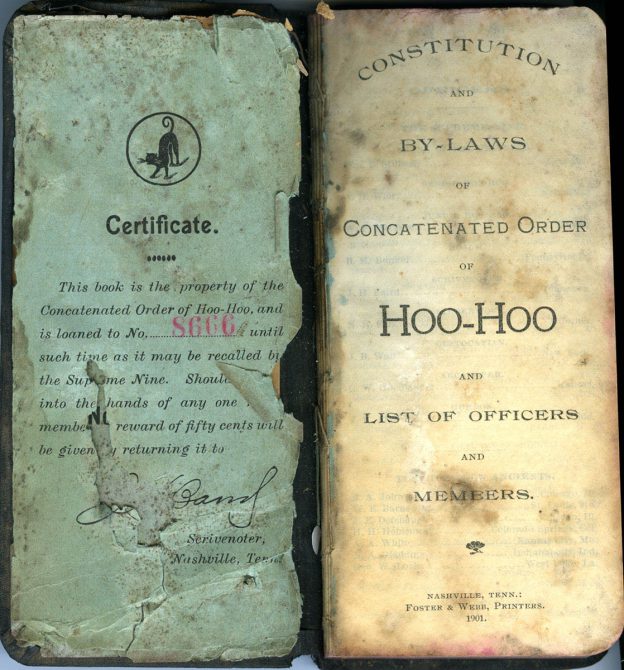 Certificate.
This book is the property of the
Concatenated Order of Hoo-Hoo, and
is loaned to No. 8666 until
such time as it may be recalled by
the Supreme Nine. Should
into the hands of any one
member reward of fifty cents will
be given returning it to
Baird
Scrivenoter,
Nashville, Tenn.
CONSTITUTION
AND
BY-LAWS
OF
CONCATENATED ORDER
OF
HOO-HOO
AND
LIST OF OFFICERS
AND
MEMBERS.
NASHVILLE, TENN.:
FOSTER & WEBB, PRINTERS.
1901.